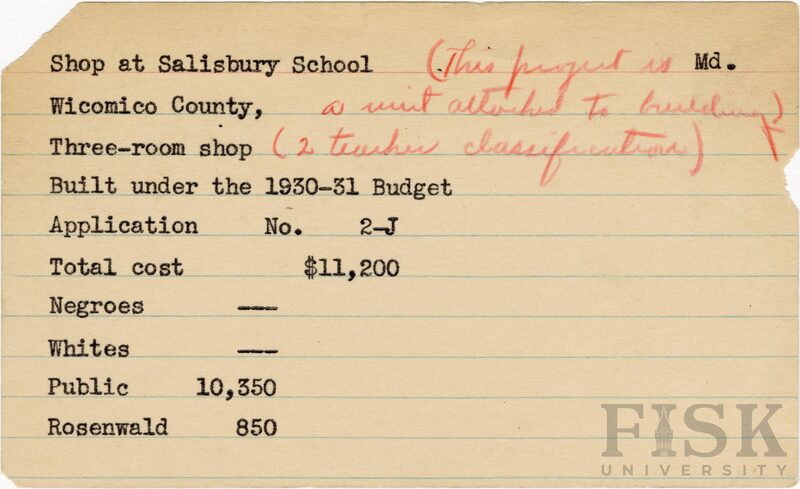 Shop at Salisbury School (This project is Md.
Wicomico County, a unit attached to building)
Three-room shop (2 teacher classification)
Built under the 1930-31 Budget
Application No. 2-J
Total cost $11,200
Negroes ---
Whites ---
Public 10,350
Rosenwald 850
FISK
UNIVERSITY